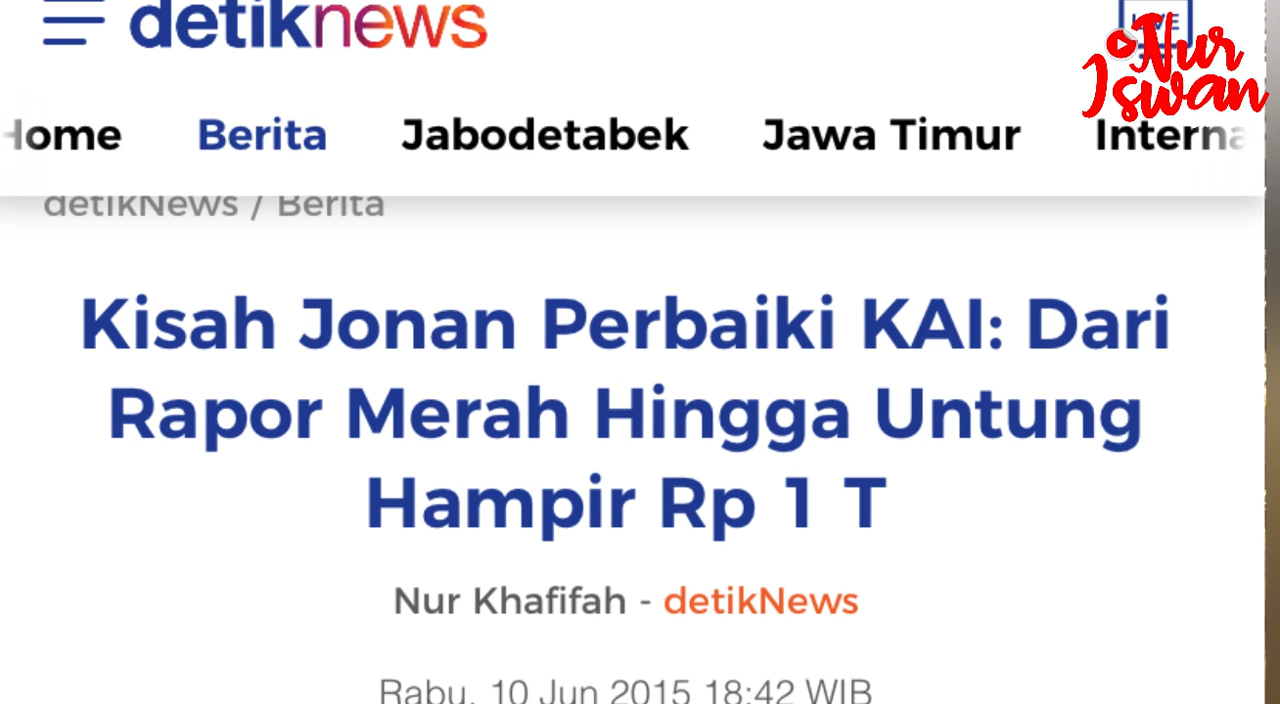 detiknews
LIVE
Nur
Iswan
Home Berita Jabodetabek Jawa Timur Interna
detikNews / Berita
Kisah Jonan Perbaiki KAI: Dari
Rapor Merah Hingga Untung
Hampir Rp 1 T
Nur Khafifah - detikNews
Rabu, 10 Jun 2015 18:42 WIB